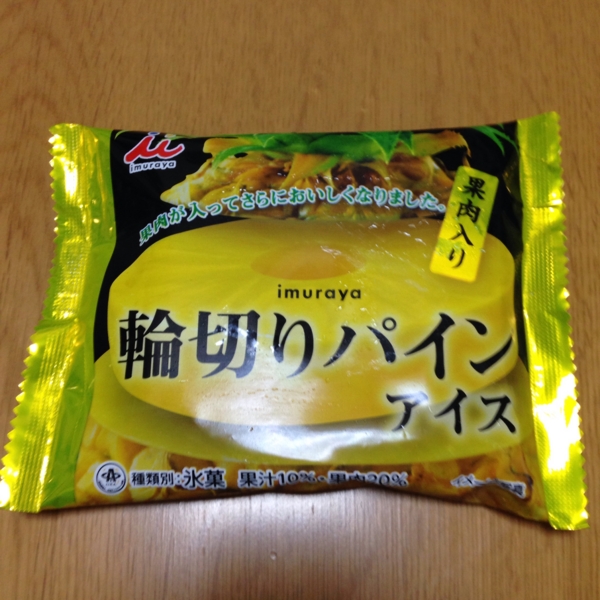 imuraya
果肉が入ってさらにおいしくなりました。
果肉入り
imuraya
輪切りパイン
アイス
種類別:氷菓 果汁10%・果肉20%